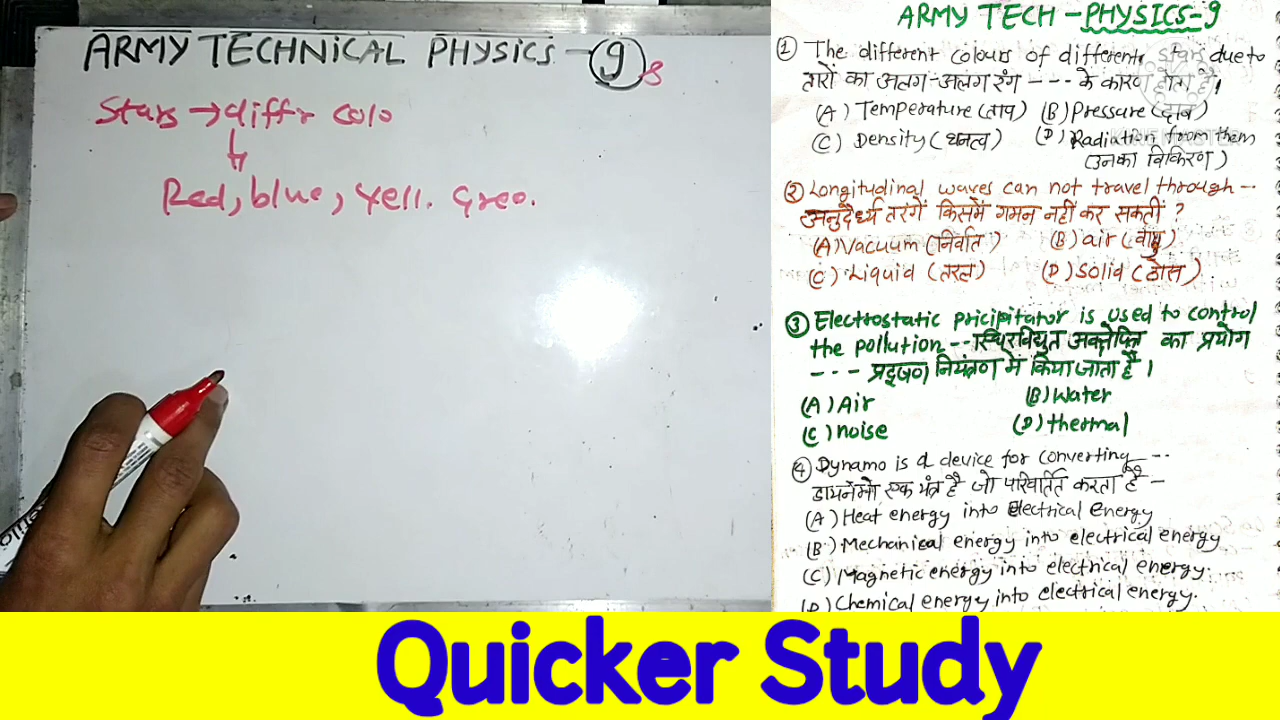 ARMY TECHNICAL PHYSICS - 9
Stars → diffr colo
Red, blue, Yell. Greo.
ARMY TECH - PHYSICS-9
① The different colours of different stars due to
तारों का अलग-अलग रंग --- के कारण होता है।
(A) Temperature (ताप) (B) Pressure (दाब)
(C) Density (घनत्व) (D) Radiation from them
(उनका विकिरण)
② Longitudinal waves can not travel through --
अनुदैर्ध्य तरंगें किसमें गमन नहीं कर सकतीं ?
(A) Vacuum (निर्वात) (B) air (वायु)
(C) Liquid (तरल) (D) Solid (ठोस)
③ Electrostatic pricipitator is used to control
the pollution -- स्थिरविद्युत का प्रयोग
--- प्रदूषण नियंत्रण में किया जाता है।
(A) Air (B) Water
(C) noise (D) thermal
④ Dynamo is a device for converting --
डायनेमो एक यंत्र है जो परिवर्तित करता है -
(A) Heat energy into Electrical energy
(B) Mechanical energy into electrical energy
(C) Magnetic energy into electrical energy.
(D) Chemical energy into electrical energy.
Quicker Study